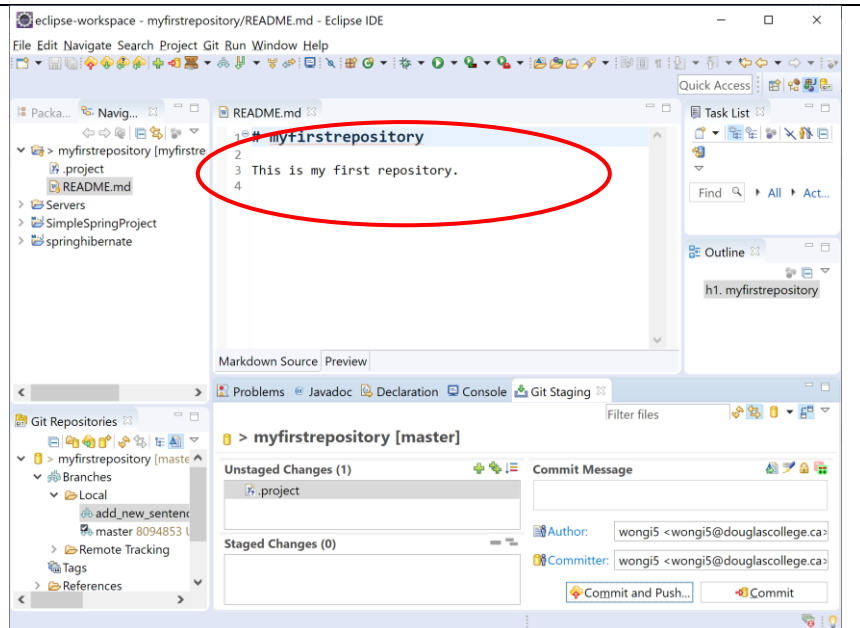 eclipse-workspace - myfirstrepository/README.md - Eclipse IDE
File Edit Navigate Search Project Git Run Window Help
Quick Access
Packa... Navig...
> myfirstrepository [myfirstre
.project
README.md
Servers
SimpleSpringProject
springhibernate
README.md
1 # myfirstrepository
2
3 This is my first repository.
4
Markdown Source Preview
Task List
Find All Act...
Outline
h1. myfirstrepository
Git Repositories
> myfirstrepository [maste
Branches
Local
add_new_sentenc
master 8094853 U
Remote Tracking
Tags
References
Problems Javadoc Declaration Console Git Staging
Filter files
> myfirstrepository [master]
Unstaged Changes (1)
.project
Staged Changes (0)
Commit Message
Author: wongi5 <wongi5@douglascollege.ca>
Committer: wongi5 <wongi5@douglascollege.ca>
Commit and Push... Commit